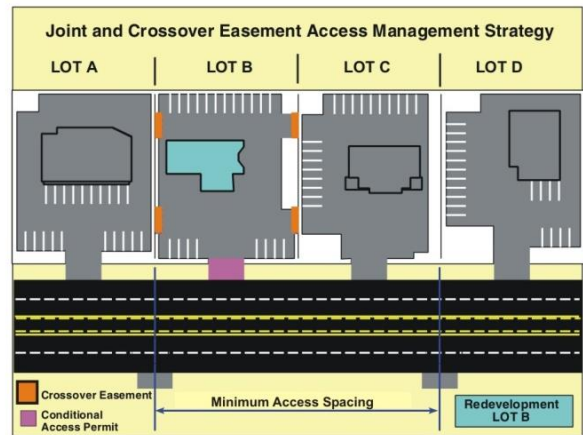 Joint and Crossover Easement Access Management Strategy
LOT A
LOT B
LOT C
LOT D
Crossover Easement
Conditional
Access Permit
Minimum Access Spacing
Redevelopment
LOT B